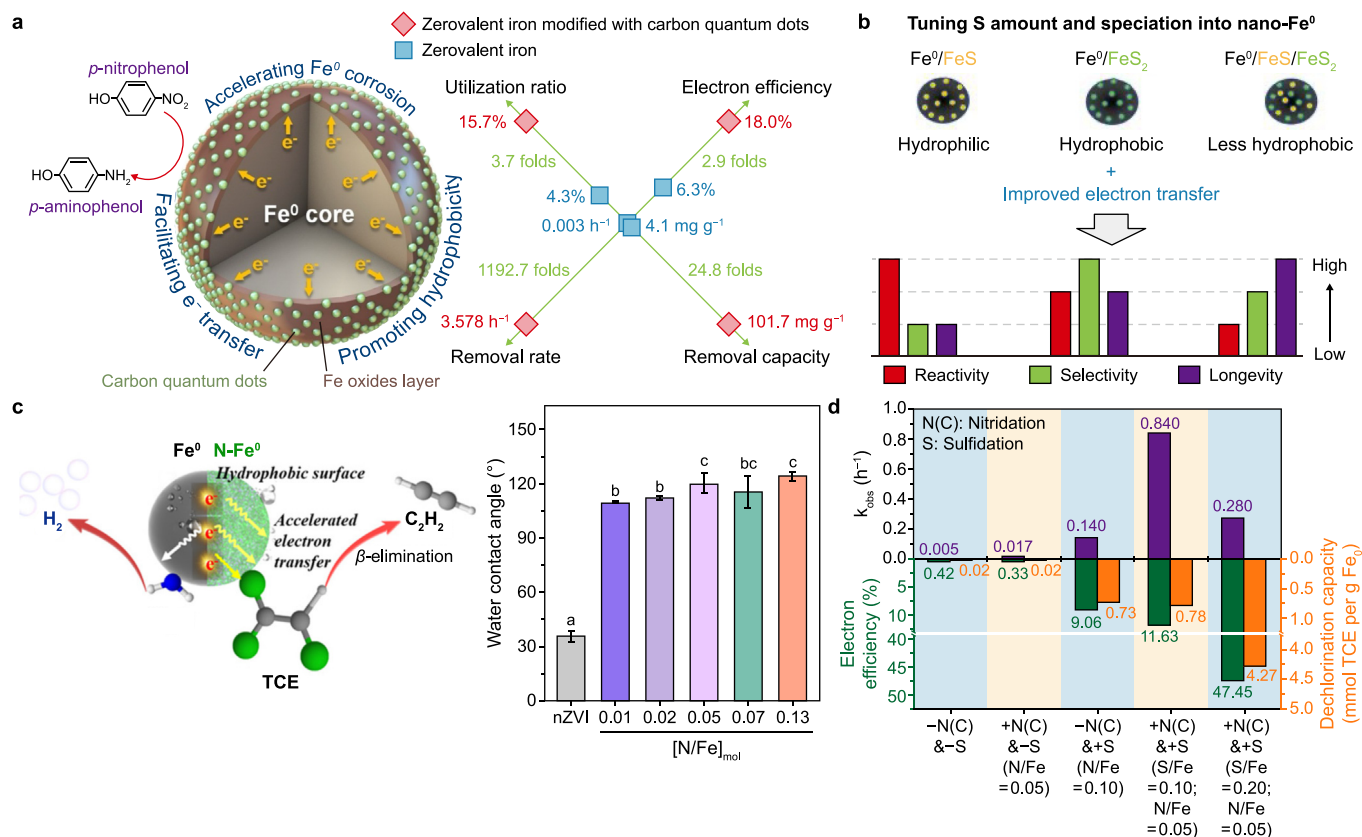 a
Zerovalent iron modified with carbon quantum dots
Zerovalent iron
p-nitrophenol
HO
NO2
HO
NH2
p-aminophenol
Accelerating Fe⁰ corrosion
Facilitating e⁻ transfer
Promoting hydrophobicity
Fe⁰ core
e⁻
e⁻
e⁻
e⁻
e⁻
e⁻
e⁻
e⁻
e⁻
e⁻
e⁻
Carbon quantum dots
Fe oxides layer
Utilization ratio
Electron efficiency
15.7%
18.0%
3.7 folds
2.9 folds
4.3%
6.3%
0.003 h⁻¹
4.1 mg g⁻¹
1192.7 folds
24.8 folds
3.578 h⁻¹
101.7 mg g⁻¹
Removal rate
Removal capacity
b
Tuning S amount and speciation into nano-Fe⁰
Fe⁰/FeS
Fe⁰/FeS₂
Fe⁰/FeS/FeS₂
Hydrophilic
Hydrophobic
Less hydrophobic
+
Improved electron transfer
High
Low
Reactivity
Selectivity
Longevity
c
Fe⁰ N-Fe⁰
Hydrophobic surface
H₂
e⁻
e⁻
e⁻
Accelerated
electron
transfer
C₂H₂
β-elimination
TCE
Water contact angle (°)
150
120
90
60
30
0
a
b
b
c
bc
c
nZVI
0.01
0.02
0.05
0.07
0.13
[N/Fe]mol
d
N(C): Nitridation
S: Sulfidation
kobs (h⁻¹)
1.0
0.8
0.6
0.4
0.2
0.0
0.005
0.017
0.140
0.840
0.280
Electron
efficiency (%)
5
10
40
45
50
0.42
0.02
0.33
0.02
9.06
0.73
11.63
0.78
47.45
4.27
0.0
0.5
1.0
4.0
4.5
5.0
Dechlorination capacity
(mmol TCE per g Fe₀)
−N(C)
&−S
+N(C)
&−S
(N/Fe
=0.05)
−N(C)
&+S
(N/Fe
=0.10)
+N(C)
&+S
(S/Fe
=0.10;
N/Fe
=0.05)
+N(C)
&+S
(S/Fe
=0.20;
N/Fe
=0.05)